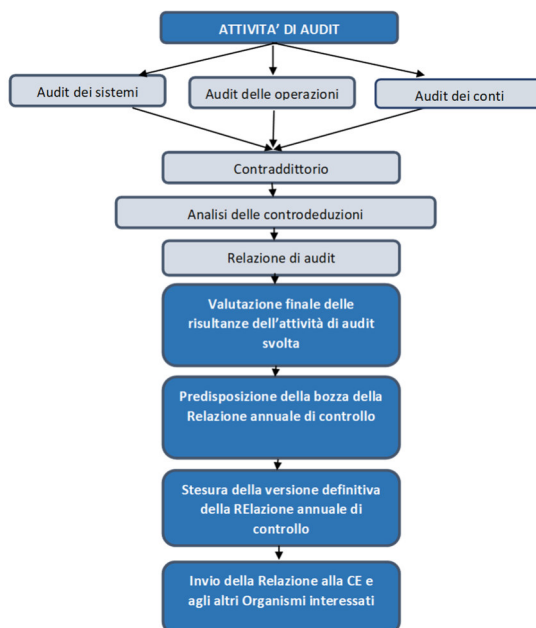 ATTIVITA’ DI AUDIT
Audit dei sistemi
Audit delle operazioni
Audit dei conti
Contraddittorio
Analisi delle controdeduzioni
Relazione di audit
Valutazione finale delle
risultanze dell’attività di audit
svolta
Predisposizione della bozza della
Relazione annuale di controllo
Stesura della versione definitiva
della RElazione annuale di
controllo
Invio della Relazione alla CE e
agli altri Organismi interessati